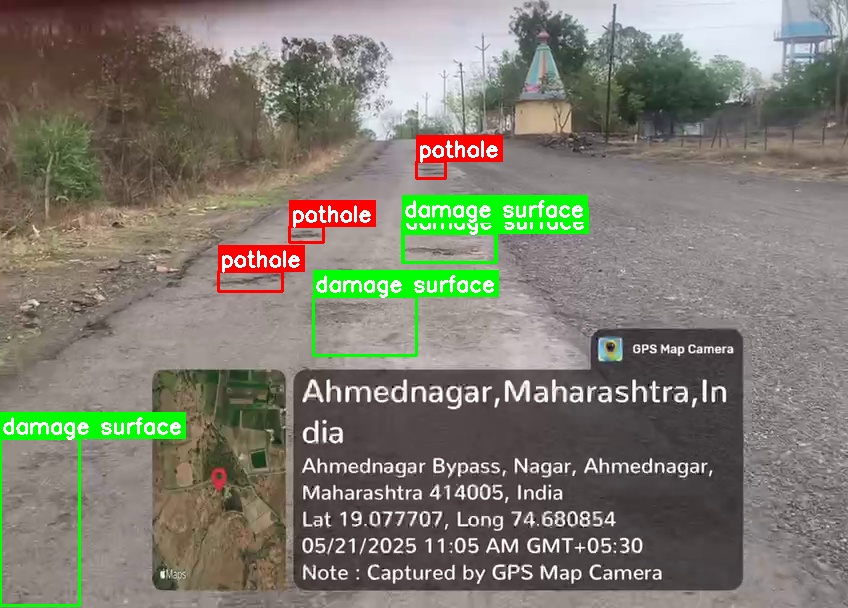 pothole
pothole
damage surface
damage surface
pothole
damage surface
GPS Map Camera
Ahmednagar,Maharashtra,In
dia
Ahmednagar Bypass, Nagar, Ahmednagar,
Maharashtra 414005, India
Lat 19.077707, Long 74.680854
05/21/2025 11:05 AM GMT+05:30
Note : Captured by GPS Map Camera
damage surface
Maps